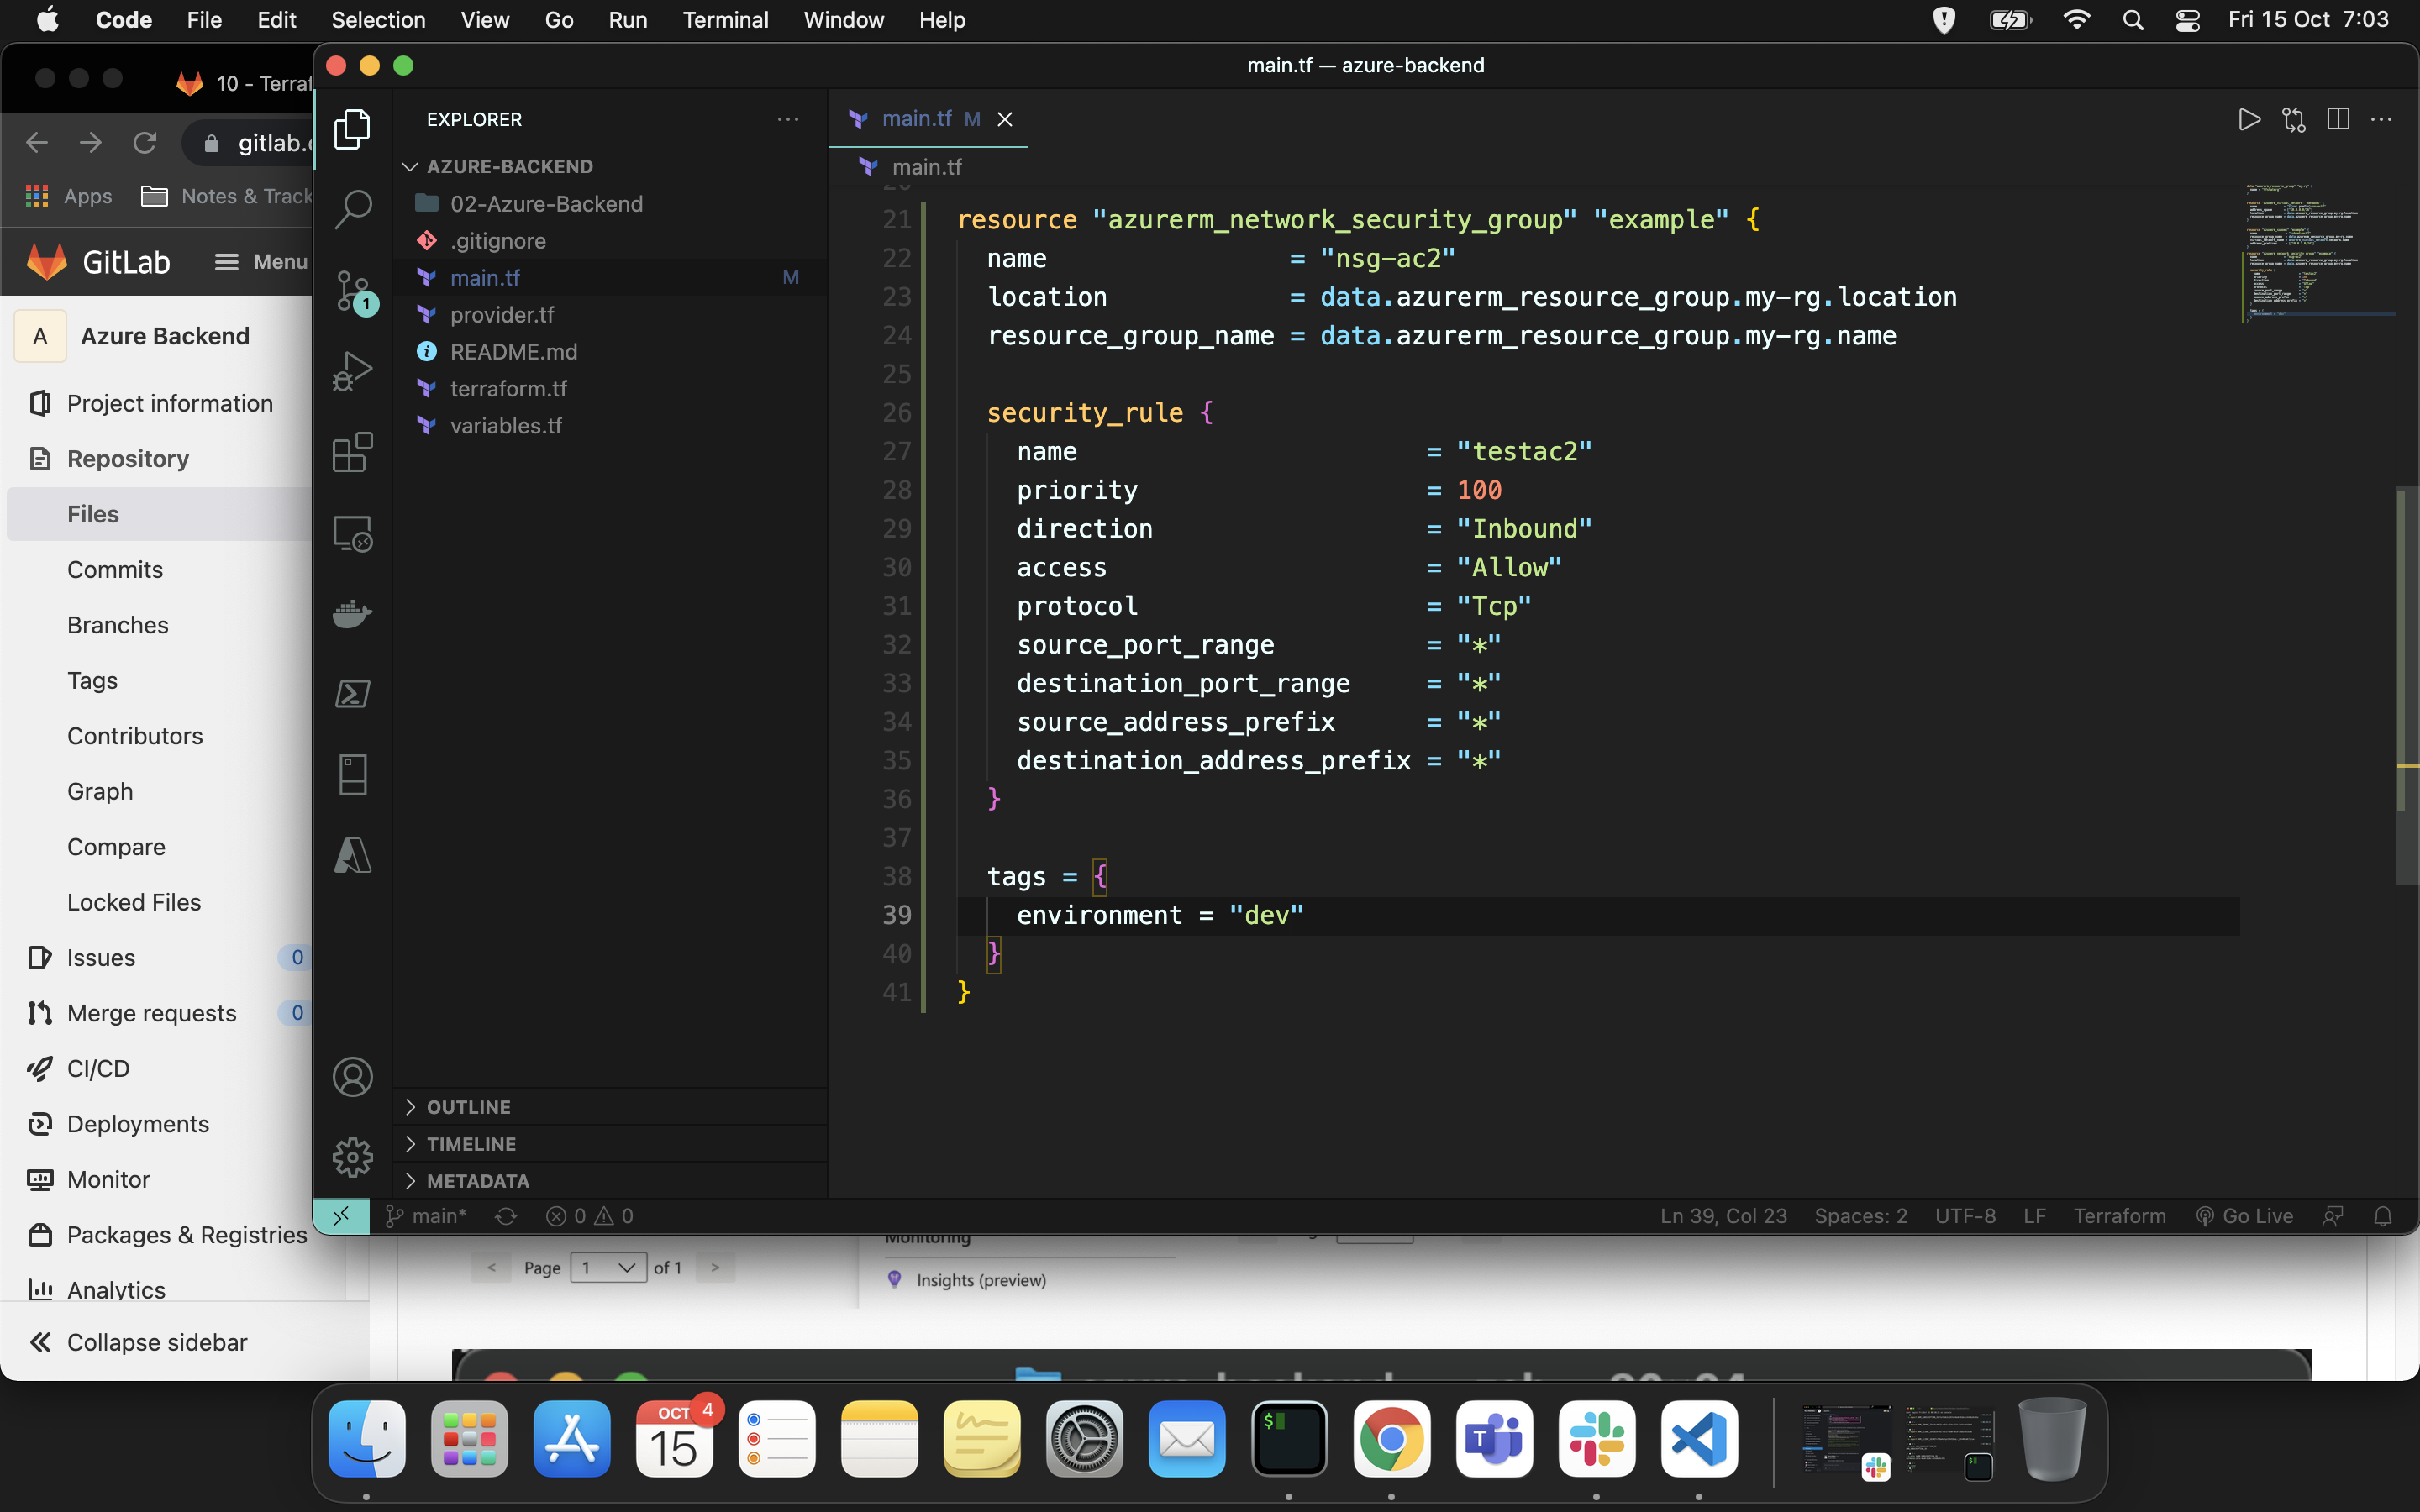 Code File Edit Selection View Go Run Terminal Window Help Fri 15 Oct 7:03
10 - Terraf
gitlab.
Apps Notes & Track
GitLab Menu
A Azure Backend
Project information
Repository
Files
Commits
Branches
Tags
Contributors
Graph
Compare
Locked Files
Issues 0
Merge requests 0
CI/CD
Deployments
Monitor
Packages & Registries
Analytics
Collapse sidebar
main.tf — azure-backend
EXPLORER
AZURE-BACKEND
02-Azure-Backend
.gitignore
main.tf M
provider.tf
README.md
terraform.tf
variables.tf
1
OUTLINE
TIMELINE
METADATA
main.tf M
main.tf
21 resource "azurerm_network_security_group" "example" {
22 name = "nsg-ac2"
23 location = data.azurerm_resource_group.my-rg.location
24 resource_group_name = data.azurerm_resource_group.my-rg.name
25
26 security_rule {
27 name = "testac2"
28 priority = 100
29 direction = "Inbound"
30 access = "Allow"
31 protocol = "Tcp"
32 source_port_range = "*"
33 destination_port_range = "*"
34 source_address_prefix = "*"
35 destination_address_prefix = "*"
36 }
37
38 tags = {
39 environment = "dev"
40 }
41 }
main* 0 0 Ln 39, Col 23 Spaces: 2 UTF-8 LF Terraform Go Live
Monitoring
Page 1 of 1
Insights (preview)
OCT 4
15
$
T